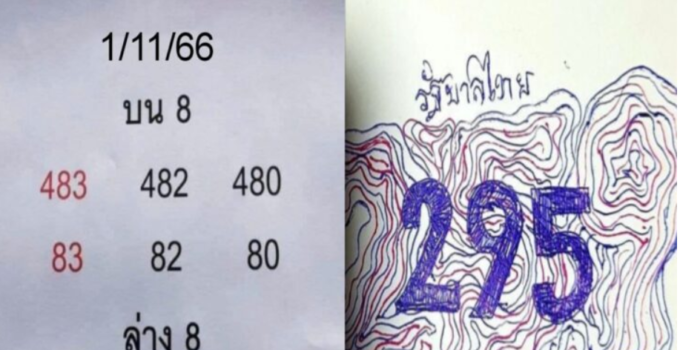 1/11/66
บน 8
483 482 480
83 82 80
ล่าง 8
รัฐบาลไทย
295